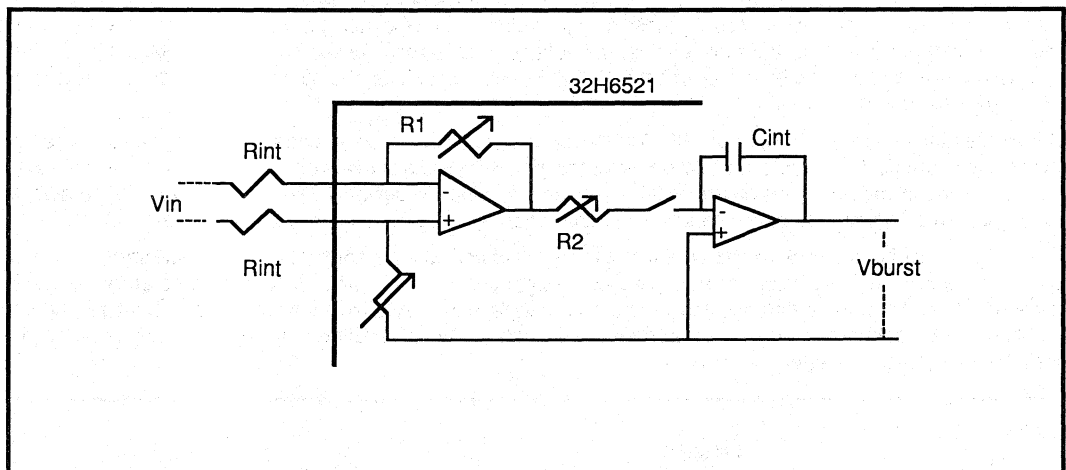 32H6521
R1
Cint
Rint
-
Vin
+
-
+
R2
Rint
Vburst